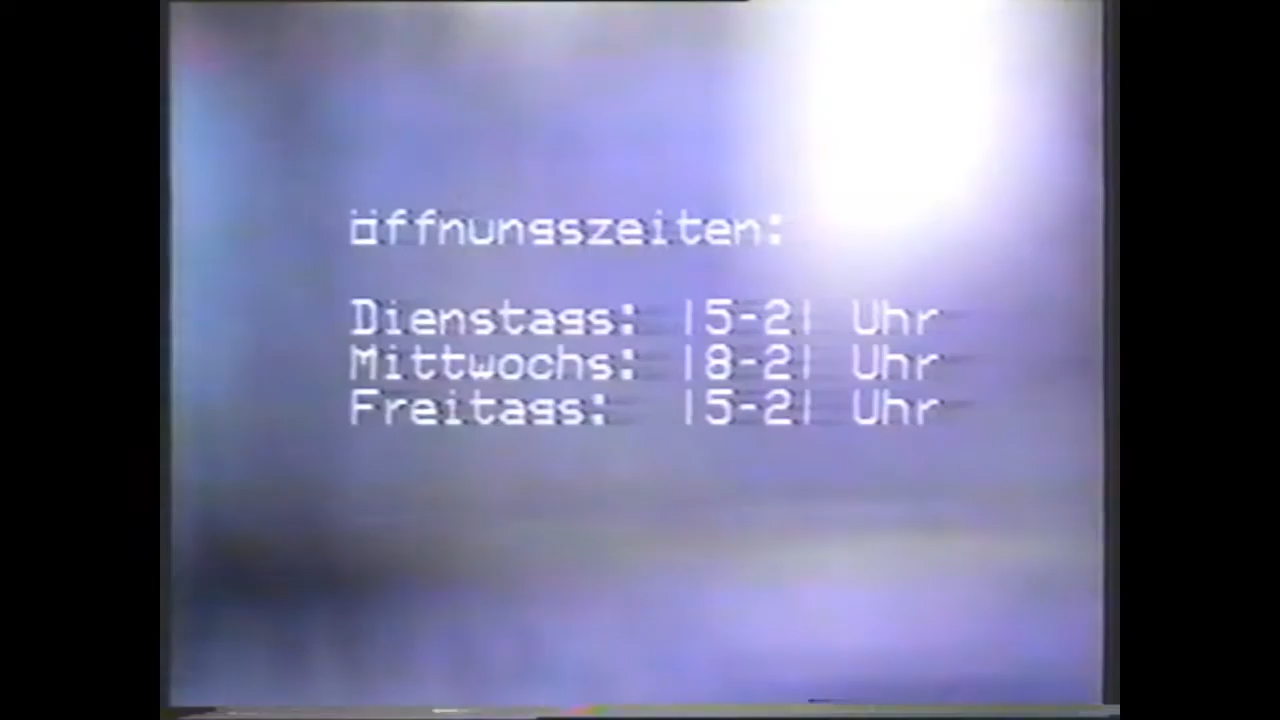 Öffnungszeiten:
Dienstags: 15-21 Uhr
Mittwochs: 18-21 Uhr
Freitags: 15-21 Uhr